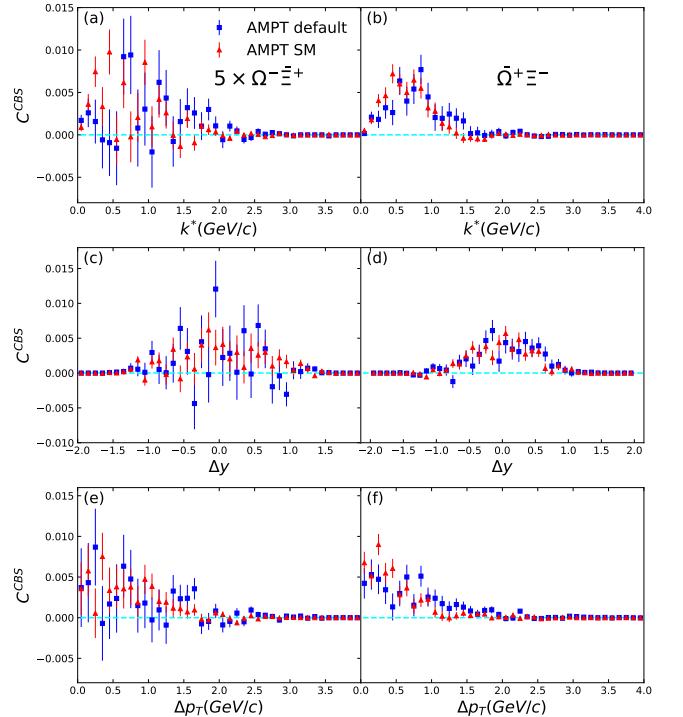 (a)
AMPT default
AMPT SM
5 × Ω⁻Ξ̄⁺
(b)
Ω̄⁺Ξ⁻
0.015
0.010
0.005
0.000
−0.005
C^{CBS}
0.0 0.5 1.0 1.5 2.0 2.5 3.0 3.5
0.0 0.5 1.0 1.5 2.0 2.5 3.0 3.5 4.0
k*(GeV/c)
k*(GeV/c)
(c)
(d)
0.015
0.010
0.005
0.000
−0.005
−0.010
C^{CBS}
−2.0 −1.5 −1.0 −0.5 0.0 0.5 1.0 1.5
−2.0 −1.5 −1.0 −0.5 0.0 0.5 1.0 1.5 2.0
Δy
Δy
(e)
(f)
0.015
0.010
0.005
0.000
−0.005
C^{CBS}
0.0 0.5 1.0 1.5 2.0 2.5 3.0 3.5
0.0 0.5 1.0 1.5 2.0 2.5 3.0 3.5 4.0
Δp_T(GeV/c)
Δp_T(GeV/c)